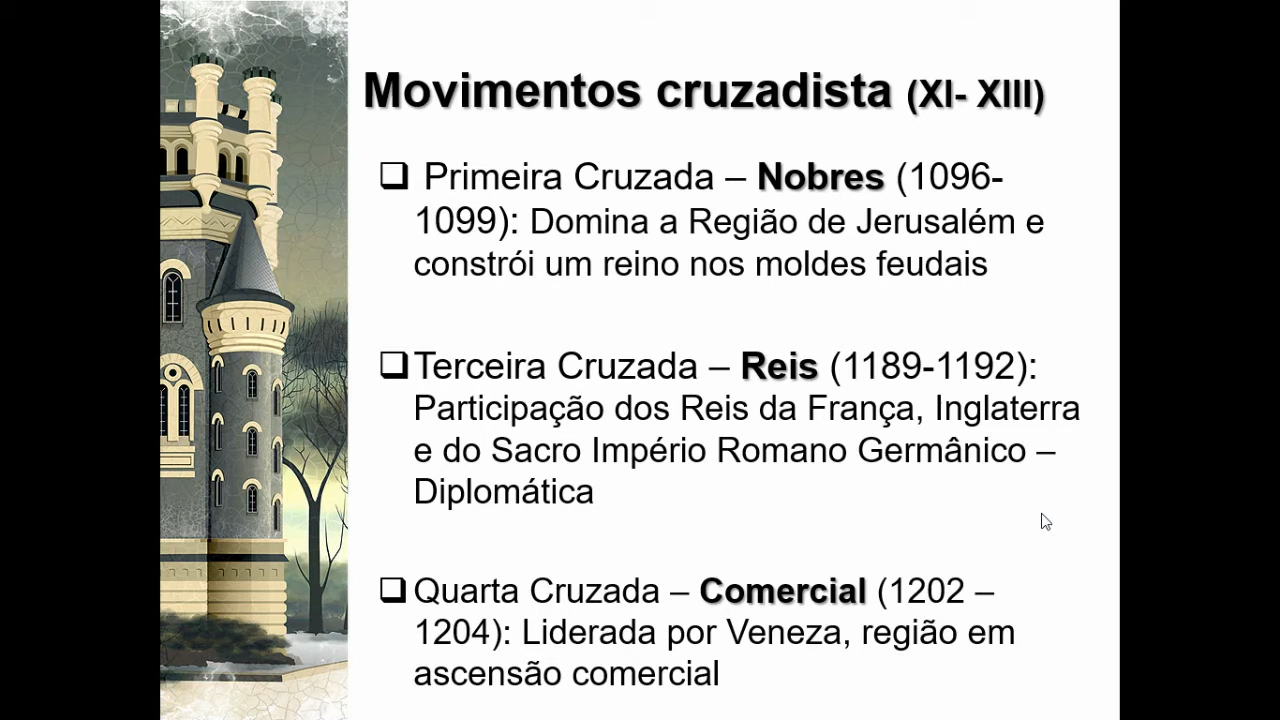 Movimentos cruzadista (XI- XIII)
Primeira Cruzada – Nobres (1096-
1099): Domina a Região de Jerusalém e
constrói um reino nos moldes feudais
Terceira Cruzada – Reis (1189-1192):
Participação dos Reis da França, Inglaterra
e do Sacro Império Romano Germânico –
Diplomática
Quarta Cruzada – Comercial (1202 –
1204): Liderada por Veneza, região em
ascensão comercial